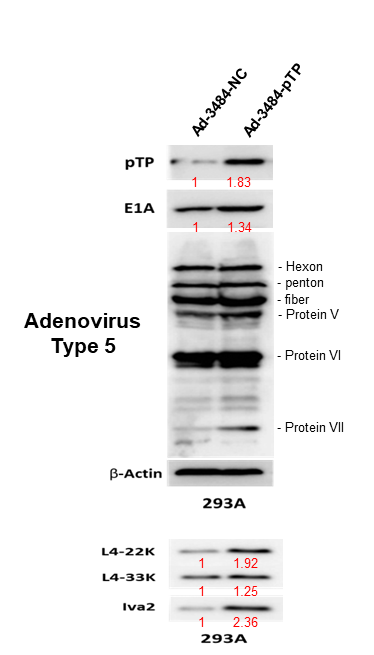 Ad-3484-NC
Ad-3484-pTP
pTP
1 1.83
E1A
1 1.34
Adenovirus
Type 5
- Hexon
- penton
- fiber
- Protein V
- Protein VI
- Protein VII
β-Actin
293A
L4-22K
1 1.92
L4-33K
1 1.25
Iva2
1 2.36
293A